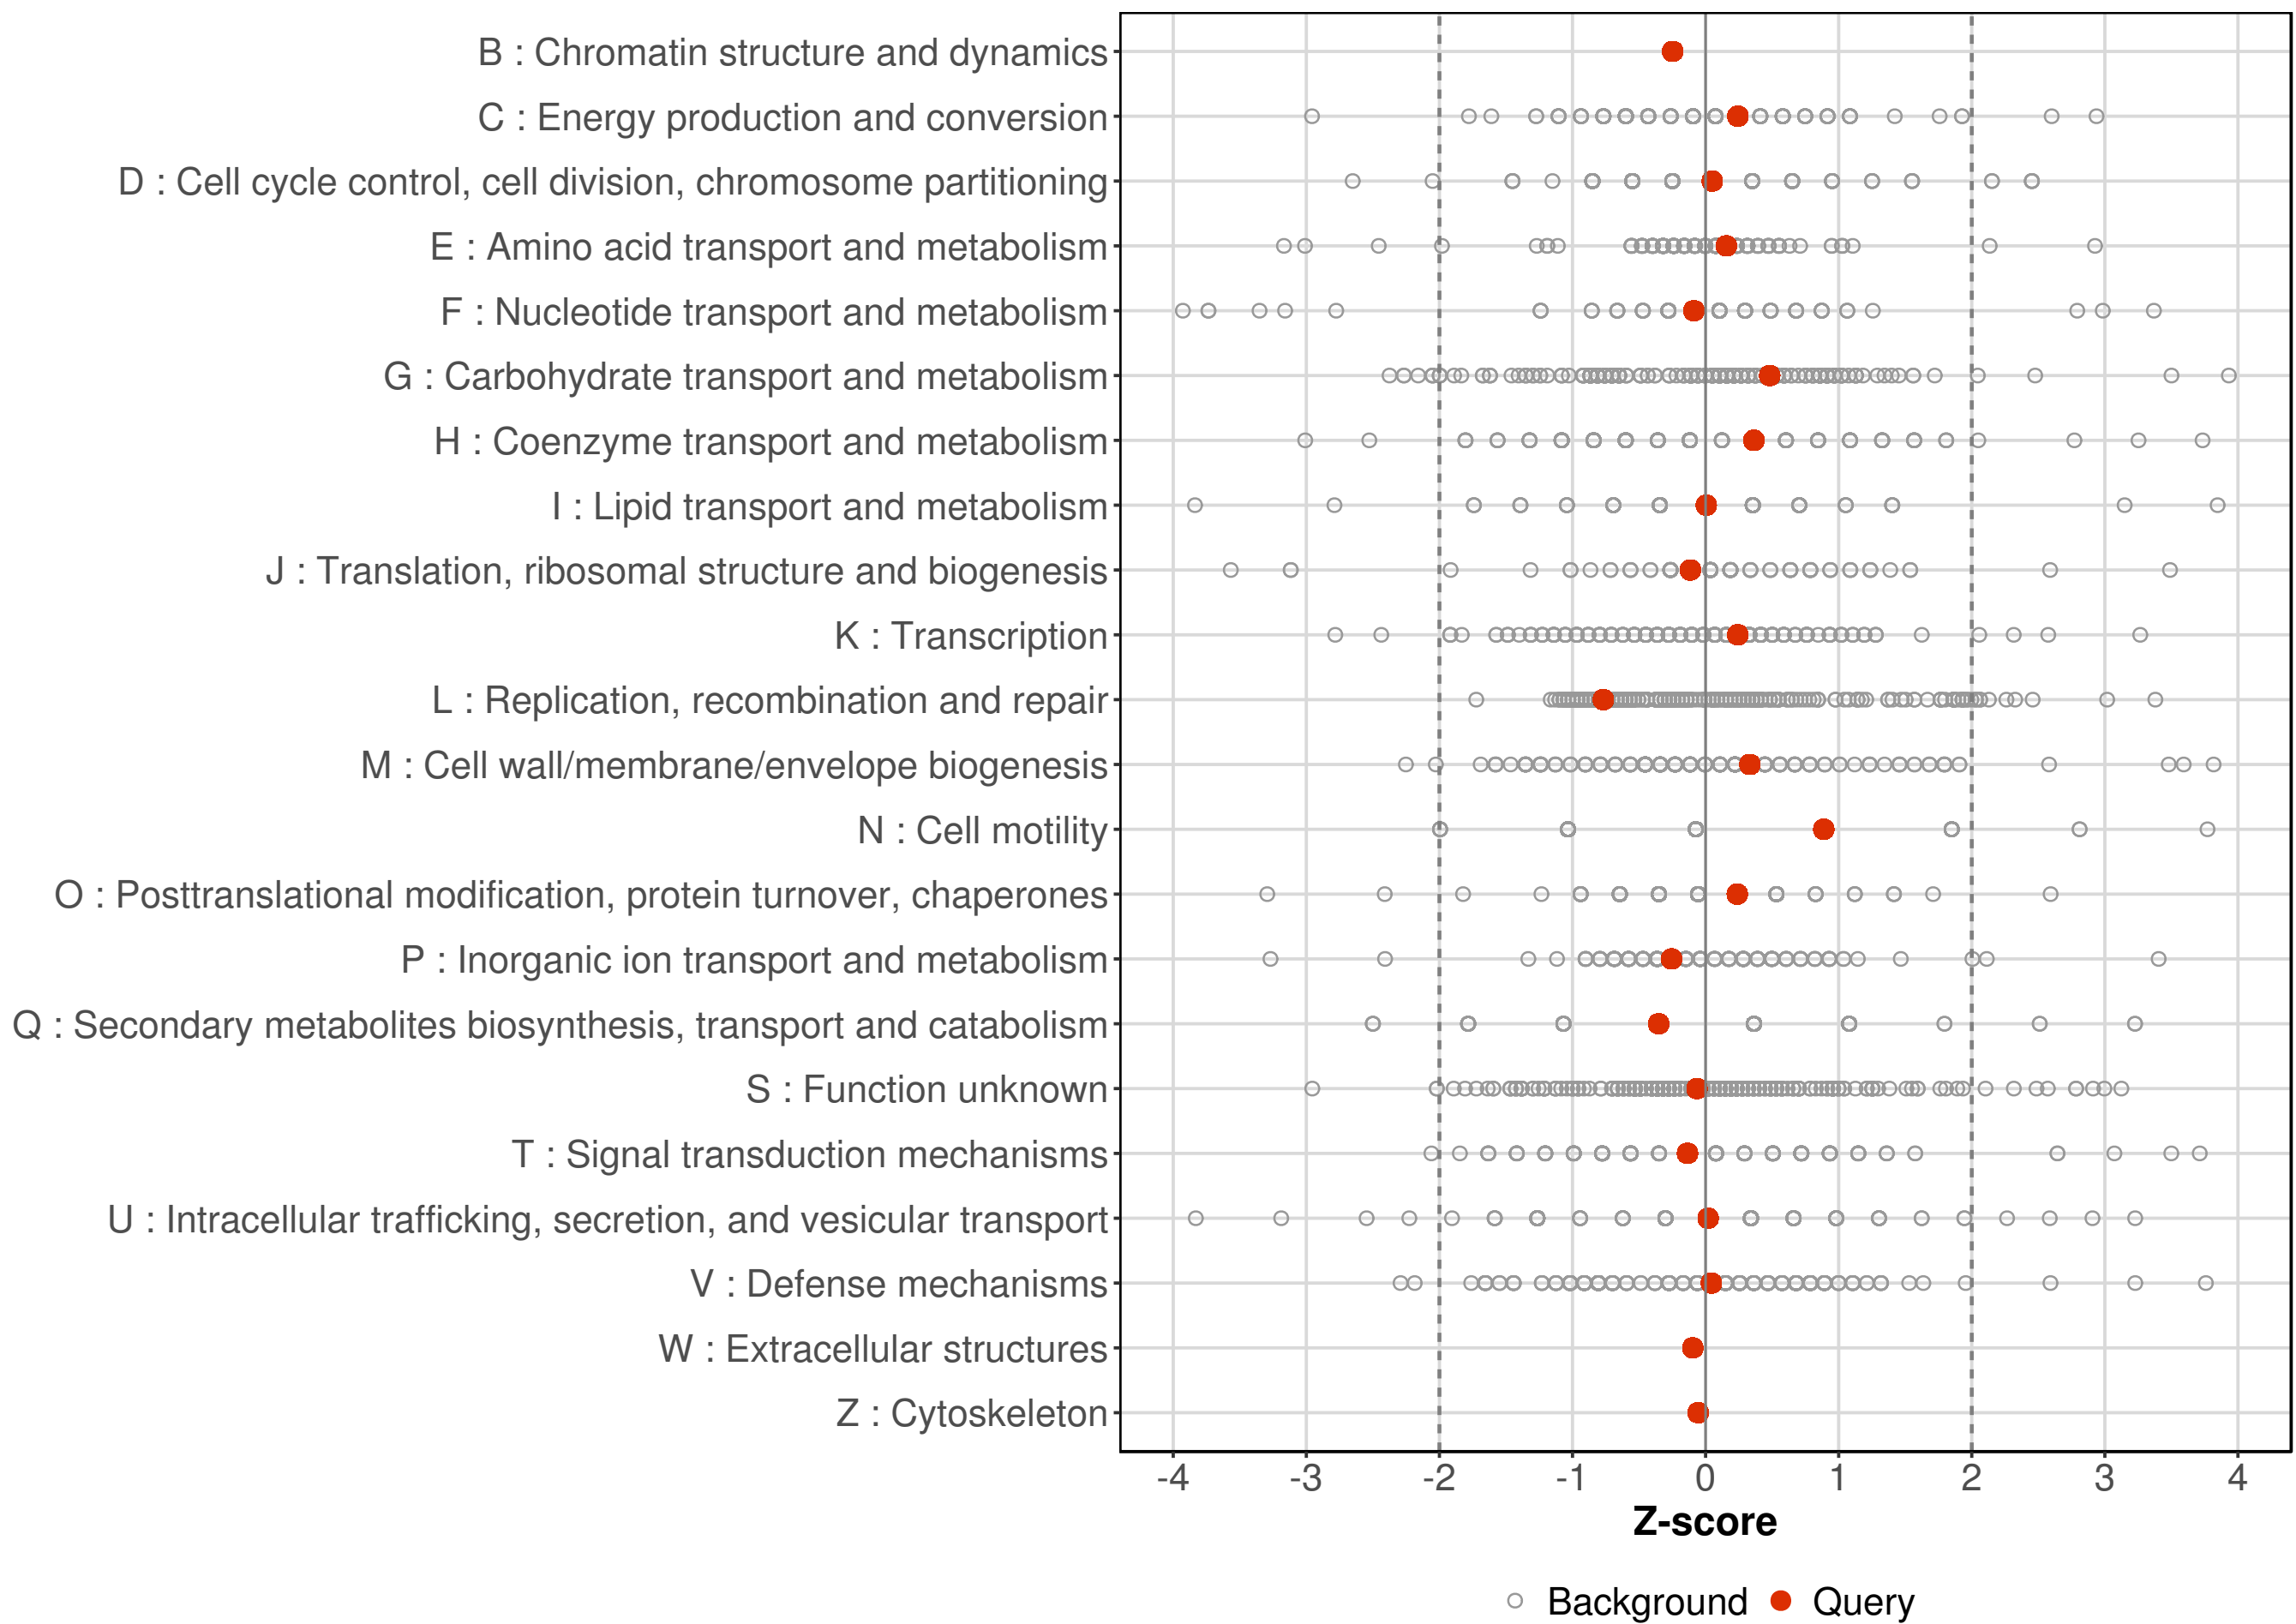 B : Chromatin structure and dynamics
C : Energy production and conversion
D : Cell cycle control, cell division, chromosome partitioning
E : Amino acid transport and metabolism
F : Nucleotide transport and metabolism
G : Carbohydrate transport and metabolism
H : Coenzyme transport and metabolism
I : Lipid transport and metabolism
J : Translation, ribosomal structure and biogenesis
K : Transcription
L : Replication, recombination and repair
M : Cell wall/membrane/envelope biogenesis
N : Cell motility
O : Posttranslational modification, protein turnover, chaperones
P : Inorganic ion transport and metabolism
Q : Secondary metabolites biosynthesis, transport and catabolism
S : Function unknown
T : Signal transduction mechanisms
U : Intracellular trafficking, secretion, and vesicular transport
V : Defense mechanisms
W : Extracellular structures
Z : Cytoskeleton
-4 -3 -2 -1 0 1 2 3 4
Z-score
Background Query